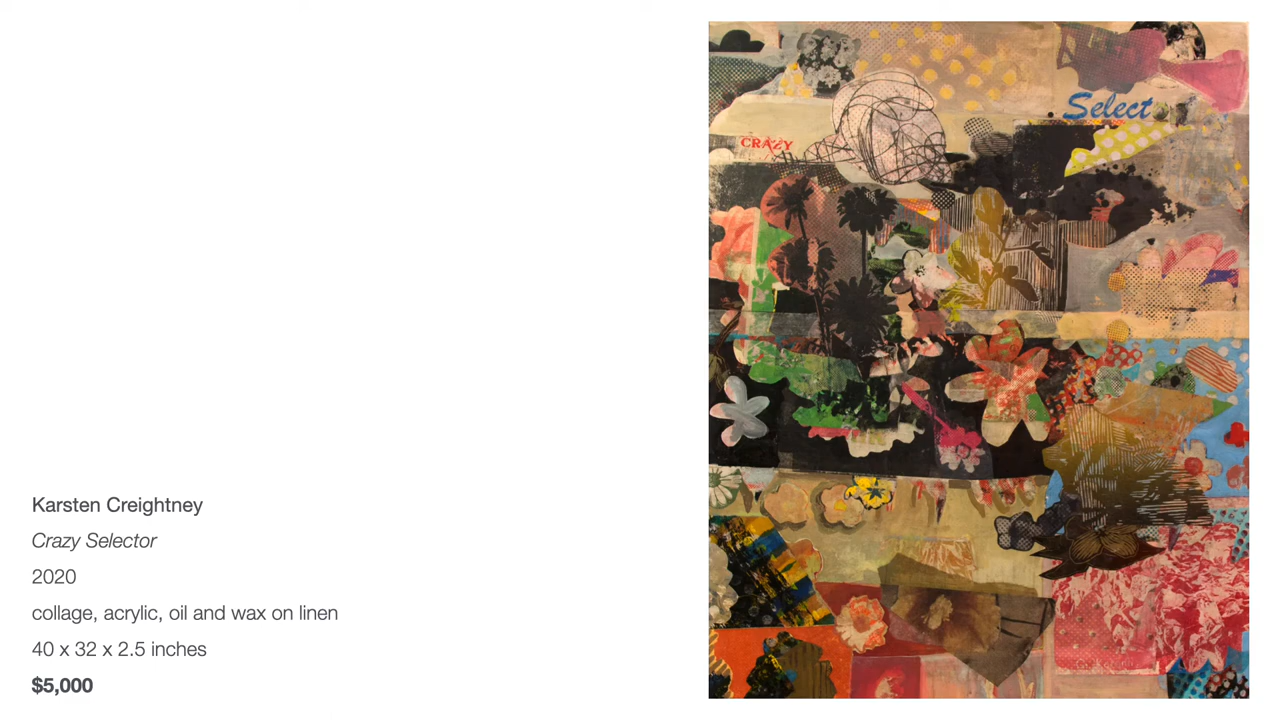 Select
CRAZY
Karsten Creightney
Crazy Selector
2020
collage, acrylic, oil and wax on linen
40 x 32 x 2.5 inches
$5,000